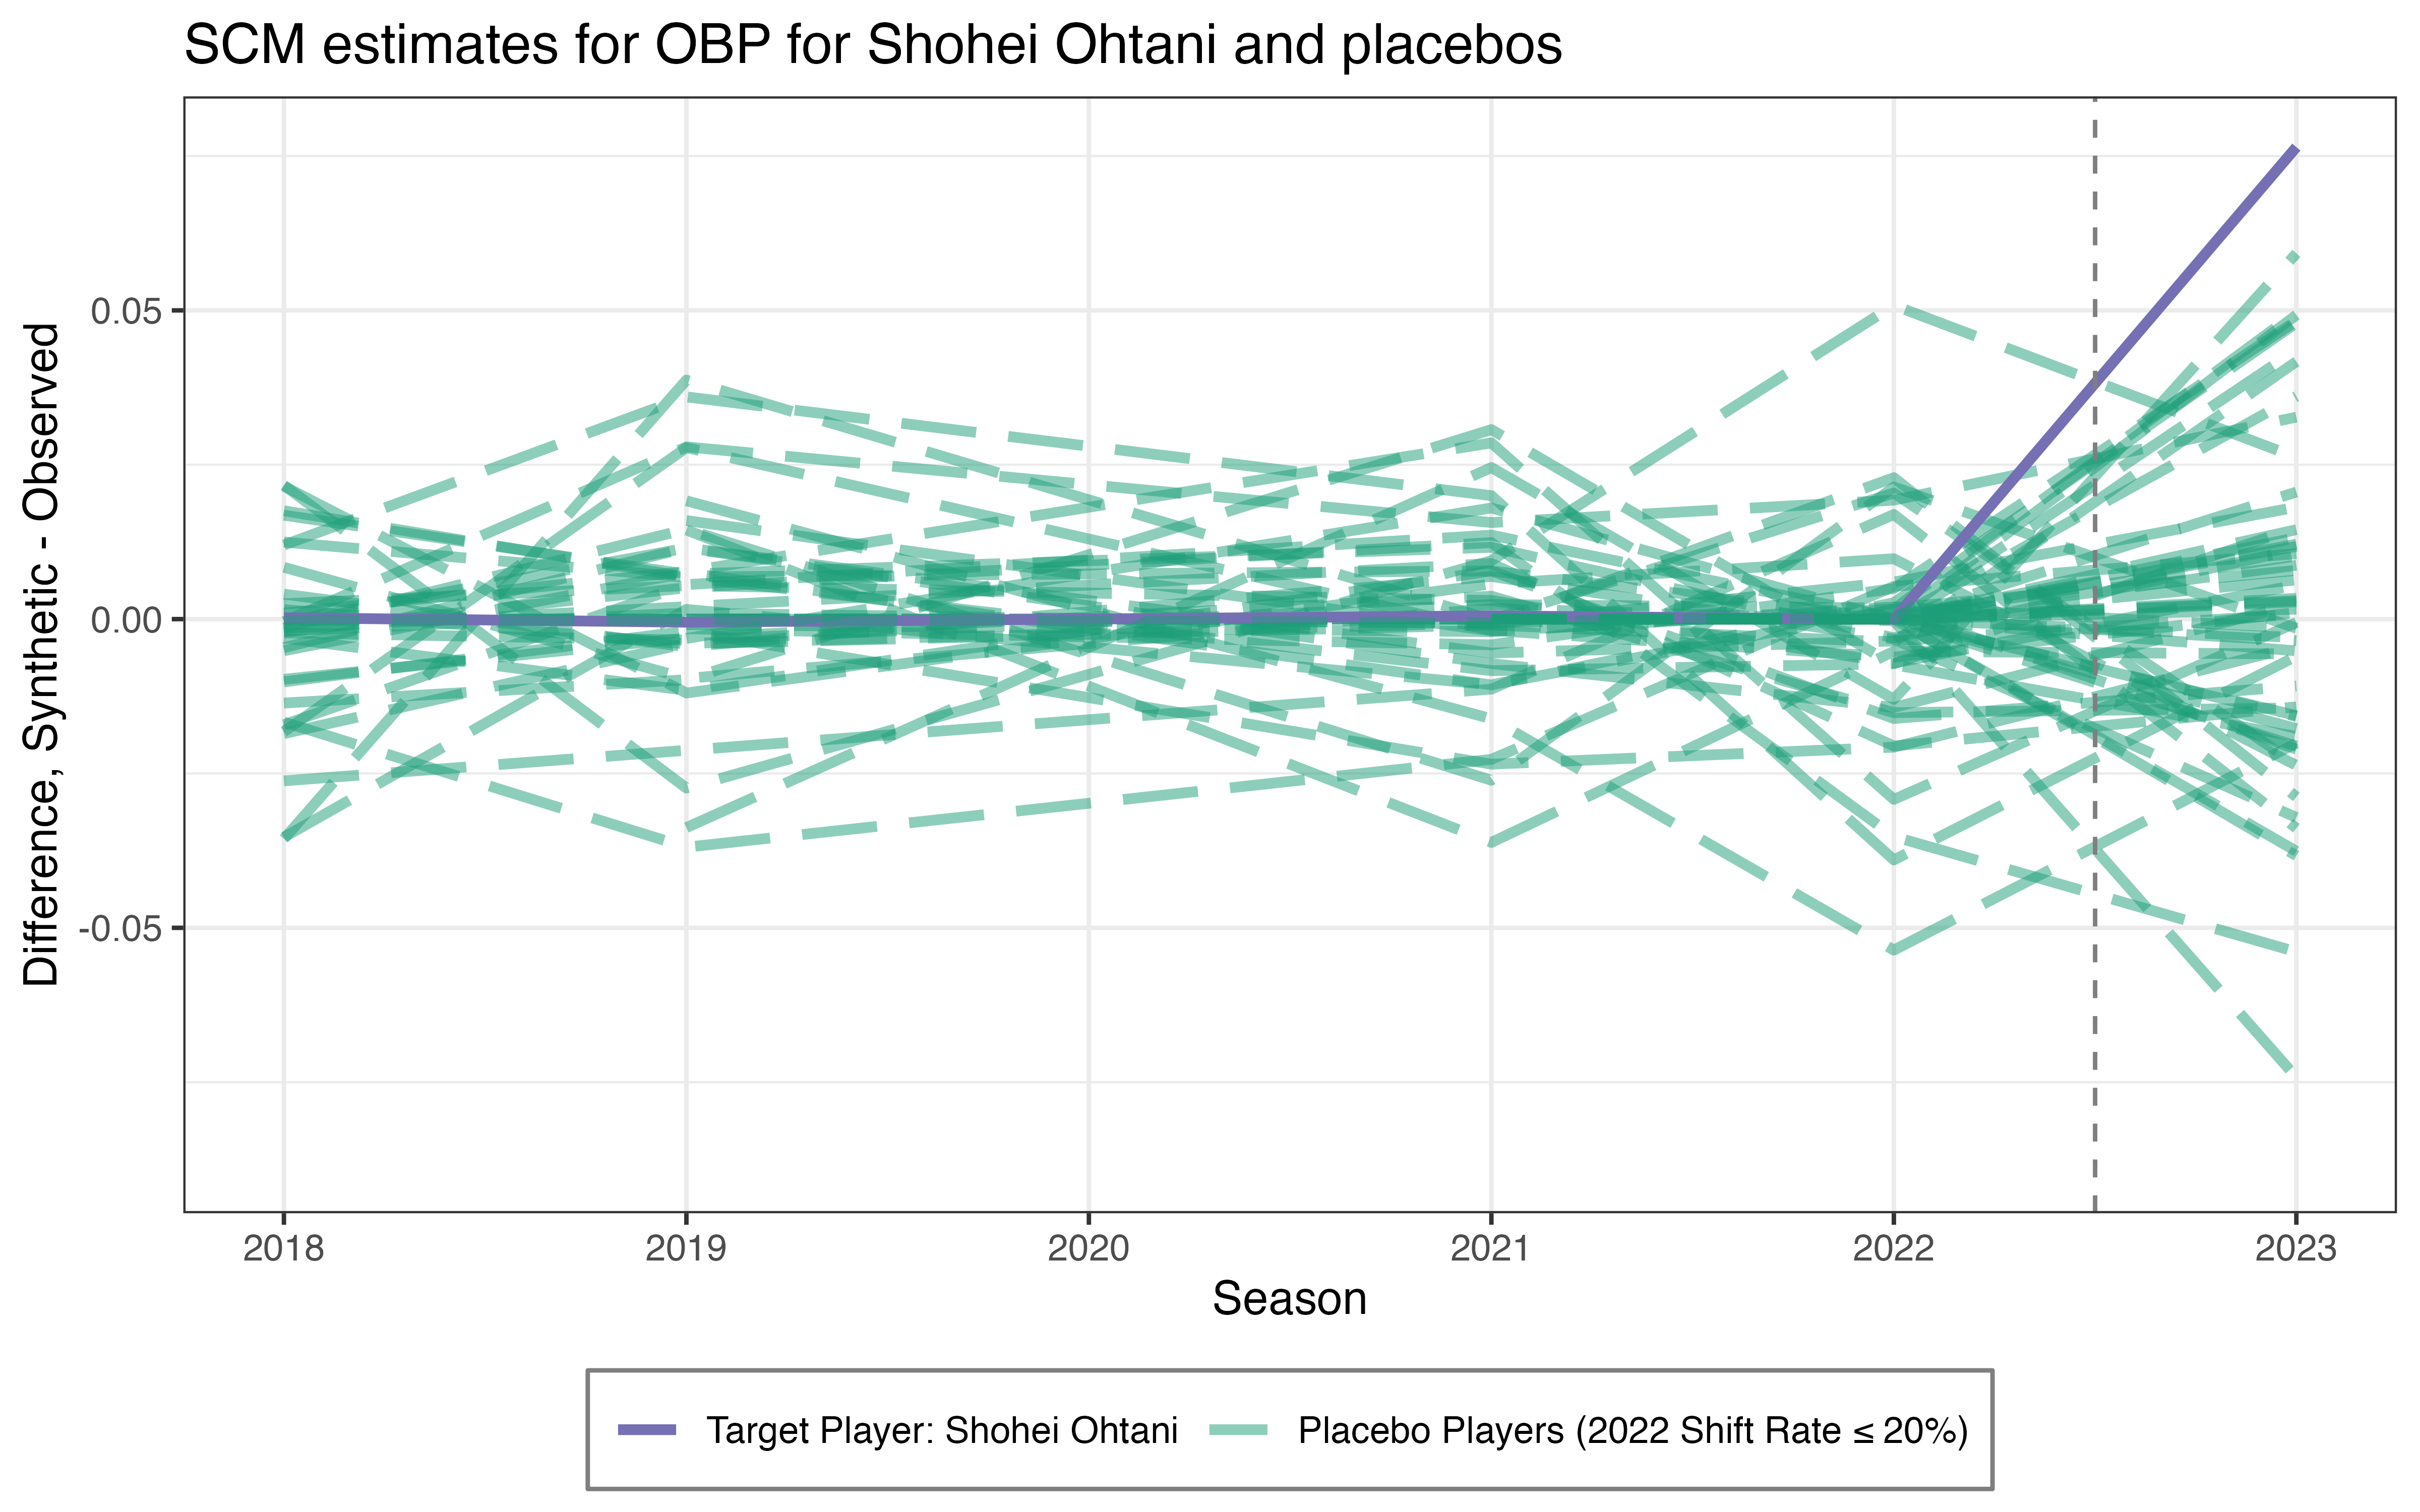 SCM estimates for OBP for Shohei Ohtani and placebos
Difference, Synthetic - Observed
0.05
0.00
-0.05
2018 2019 2020 2021 2022 2023
Season
Target Player: Shohei Ohtani Placebo Players (2022 Shift Rate ≤ 20%)